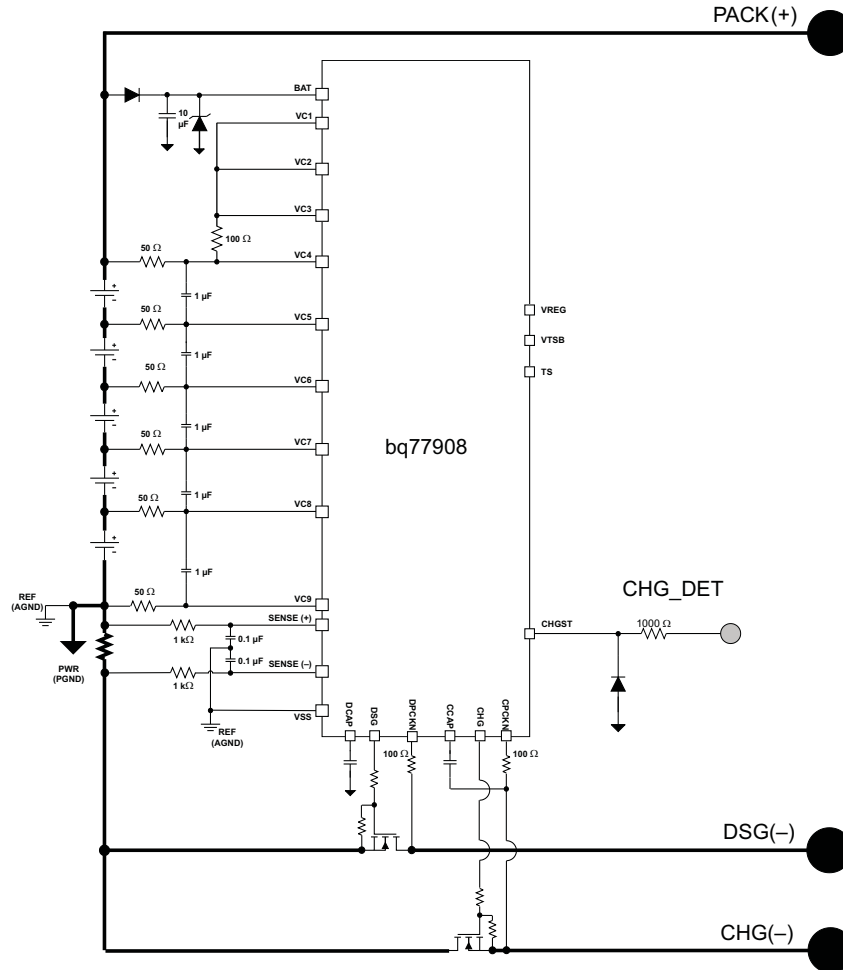 PACK(+)
BAT
10
µF
VC1
VC2
VC3
100 Ω
50 Ω
VC4
+
–
1 µF
50 Ω
VC5
+
–
1 µF
50 Ω
VC6
+
–
1 µF
50 Ω
VC7
+
–
1 µF
50 Ω
VC8
+
–
1 µF
50 Ω
VC9
VREG
VTSB
TS
bq77908
REF
(AGND)
PWR
(PGND)
SENSE (+)
1 kΩ
0.1 µF
0.1 µF
SENSE (–)
1 kΩ
VSS
REF
(AGND)
CHG_DET
CHGST
1000 Ω
DCAP
DSG
DPCKN
CCAP
CHG
CPCKN
100 Ω
100 Ω
DSG(–)
CHG(–)